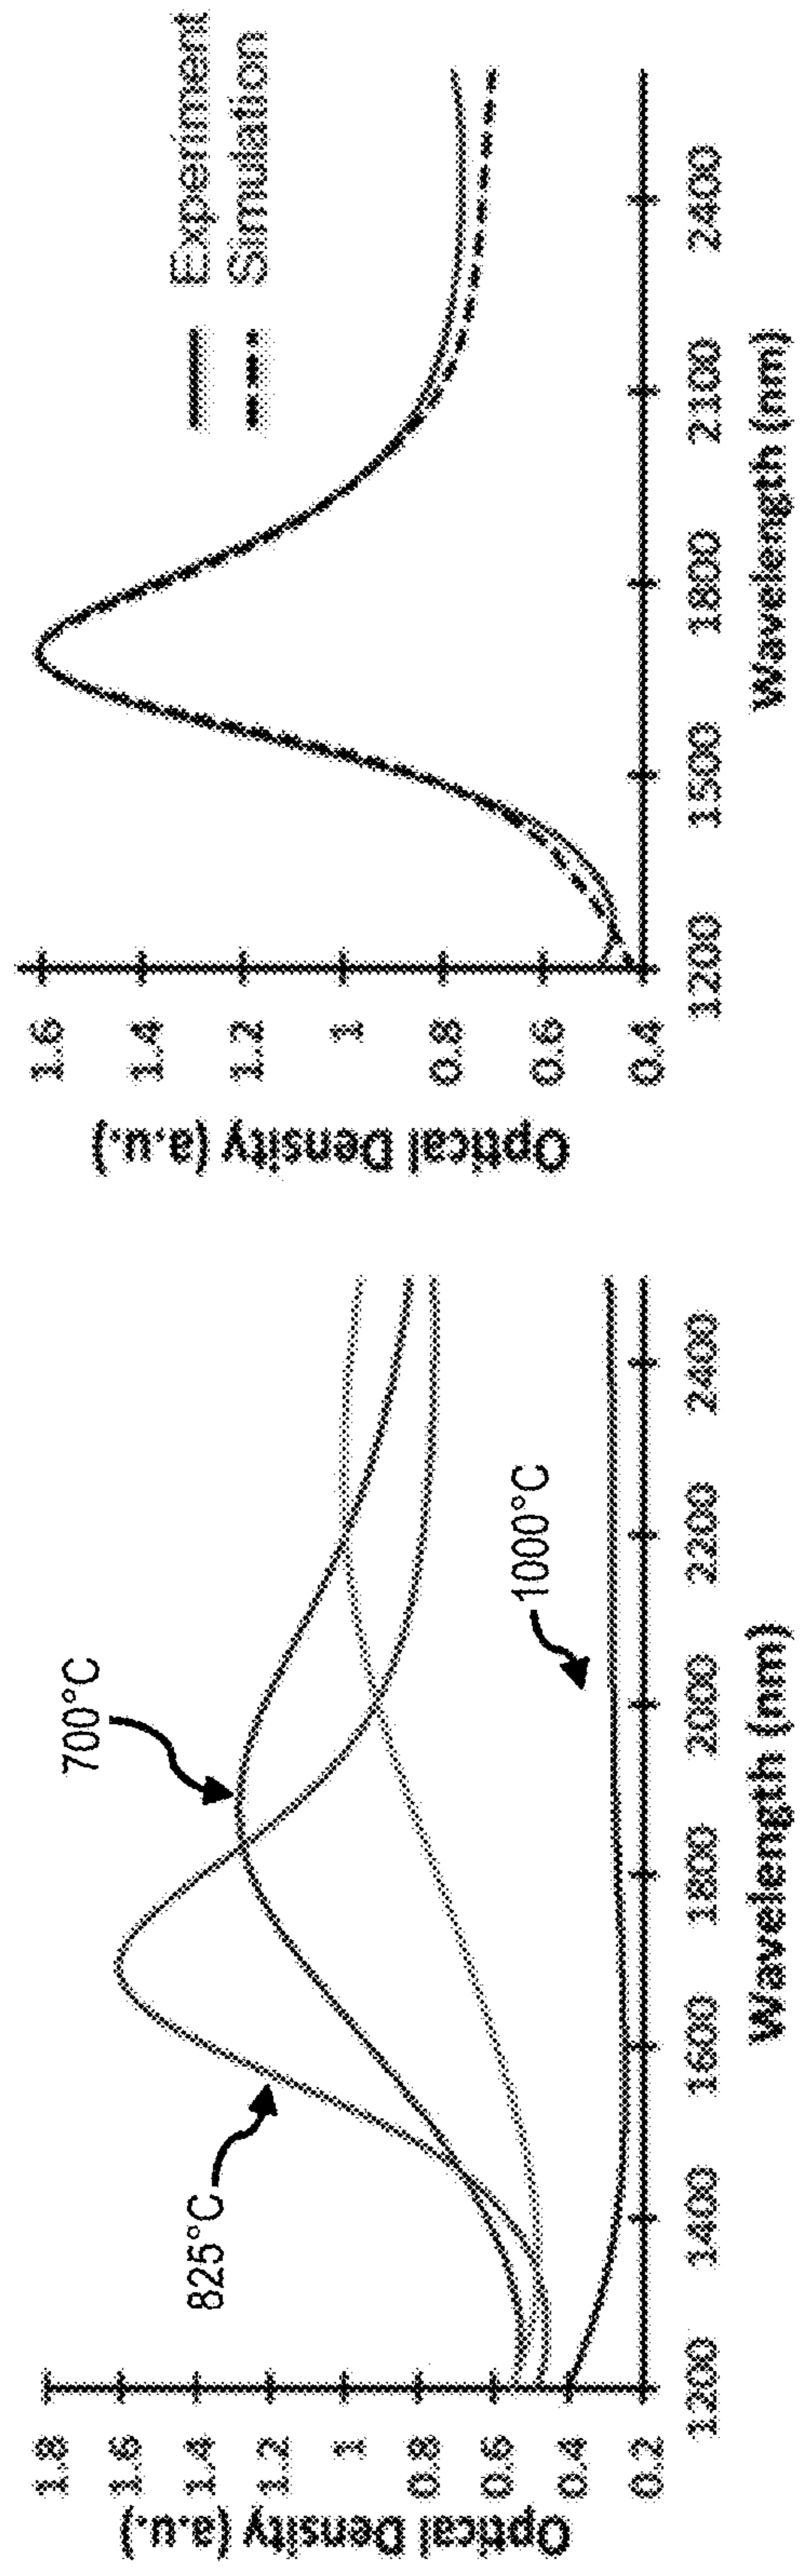 Optical Density (a.u.)
1.8
1.6
1.4
1.2
1
0.8
0.6
0.4
0.2
825°C
700°C
1000°C
1200 1400 1600 1800 2000 2200 2400
Wavelength (nm)
Optical Density (a.u.)
1.6
1.4
1.2
1
0.8
0.6
0.4
Experiment
Simulation
1200 1500 1800 2100 2400
Wavelength (nm)